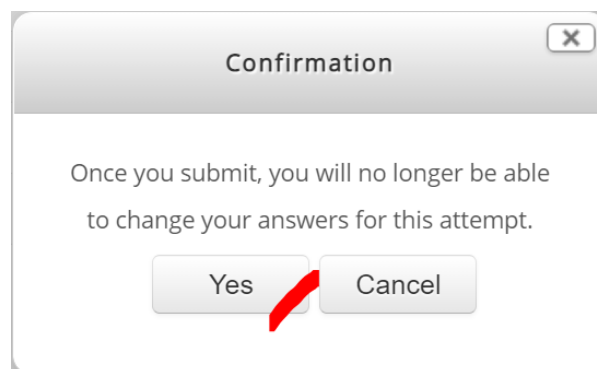 Confirmation
Once you submit, you will no longer be able
to change your answers for this attempt.
Yes Cancel